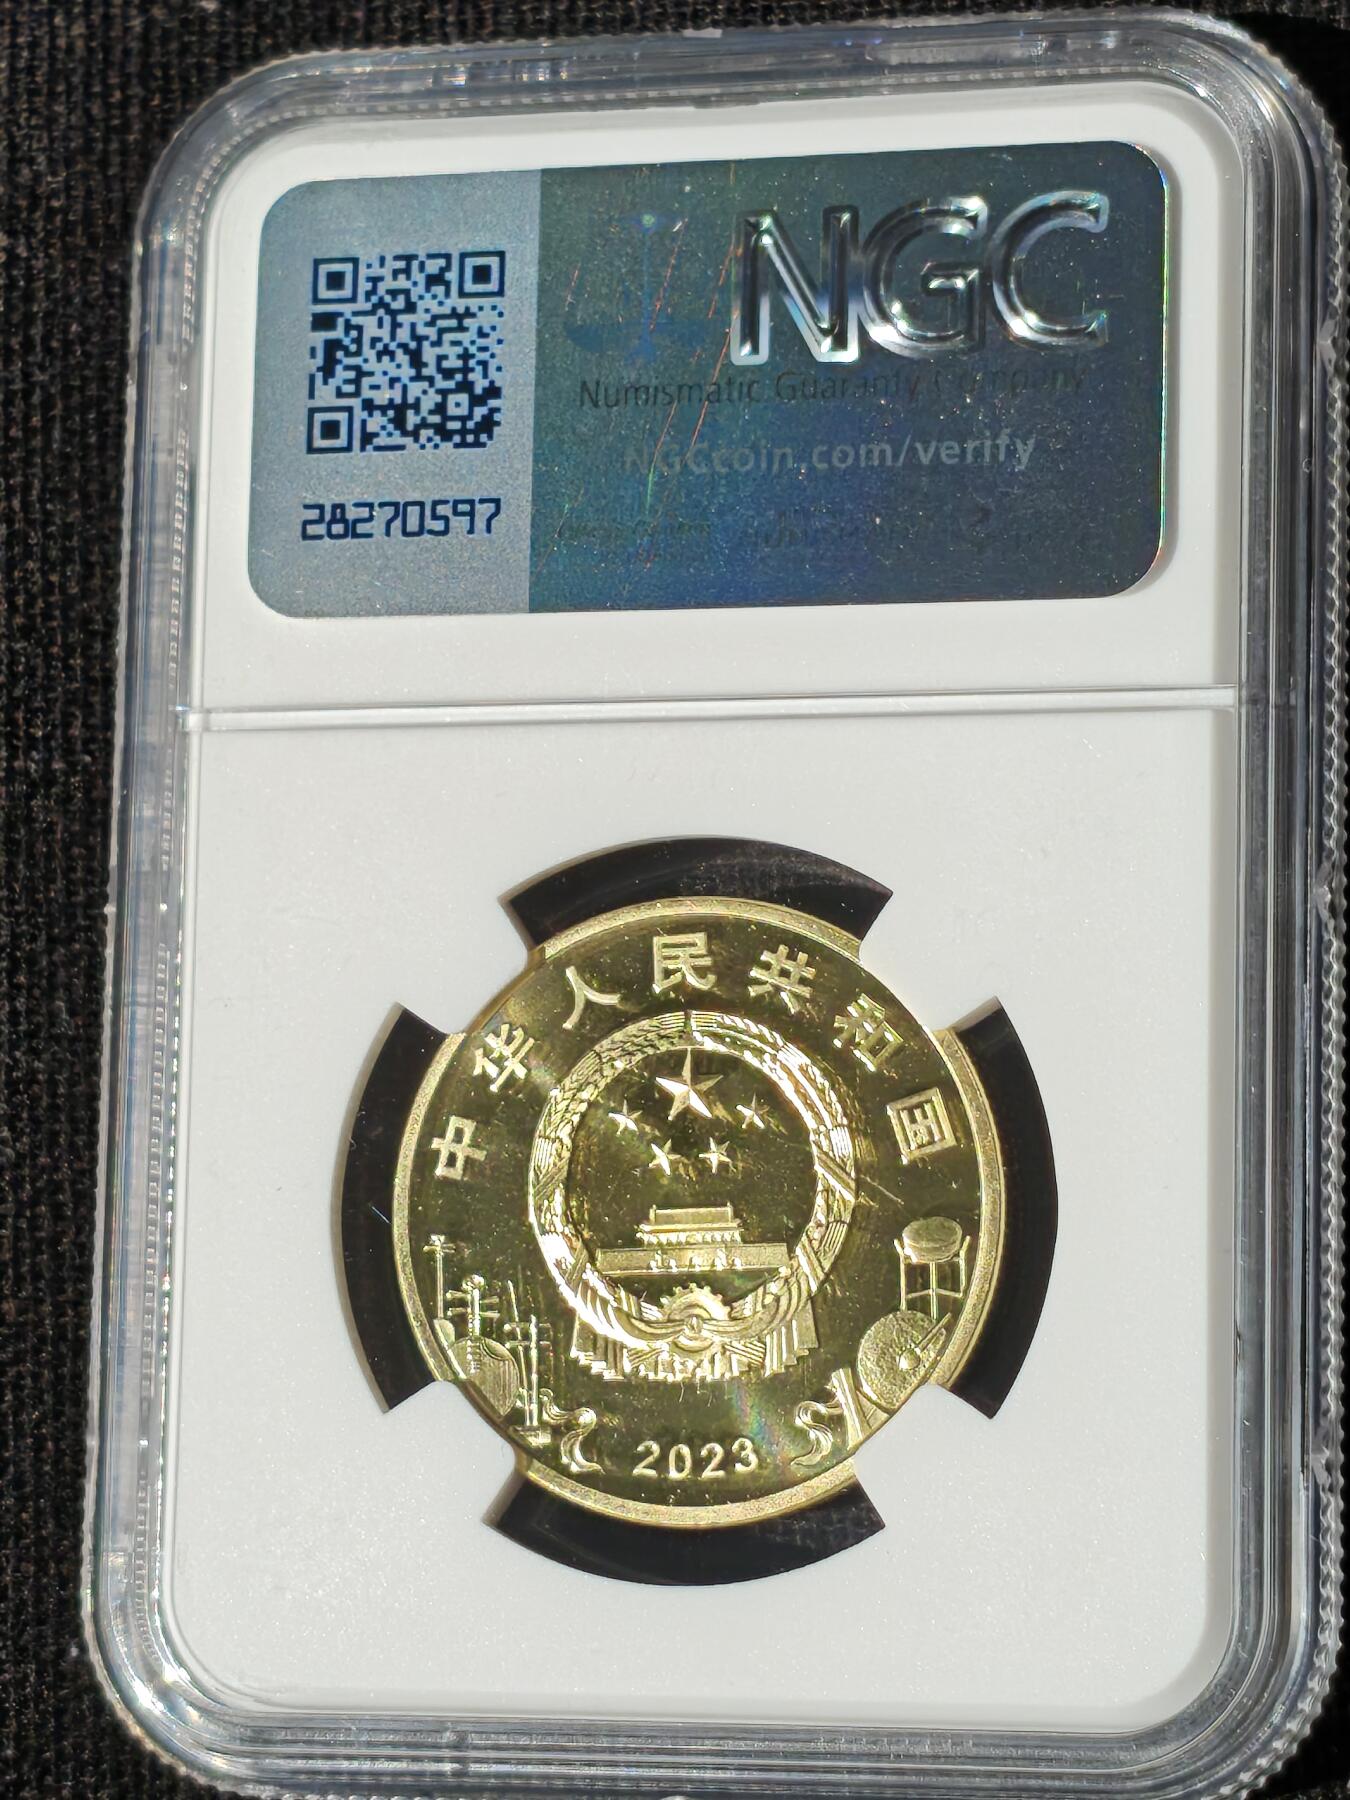 NGC
Numismatic Guaranty Company
NGCcoin.com/verify
28270597
中华人民共和国
2023